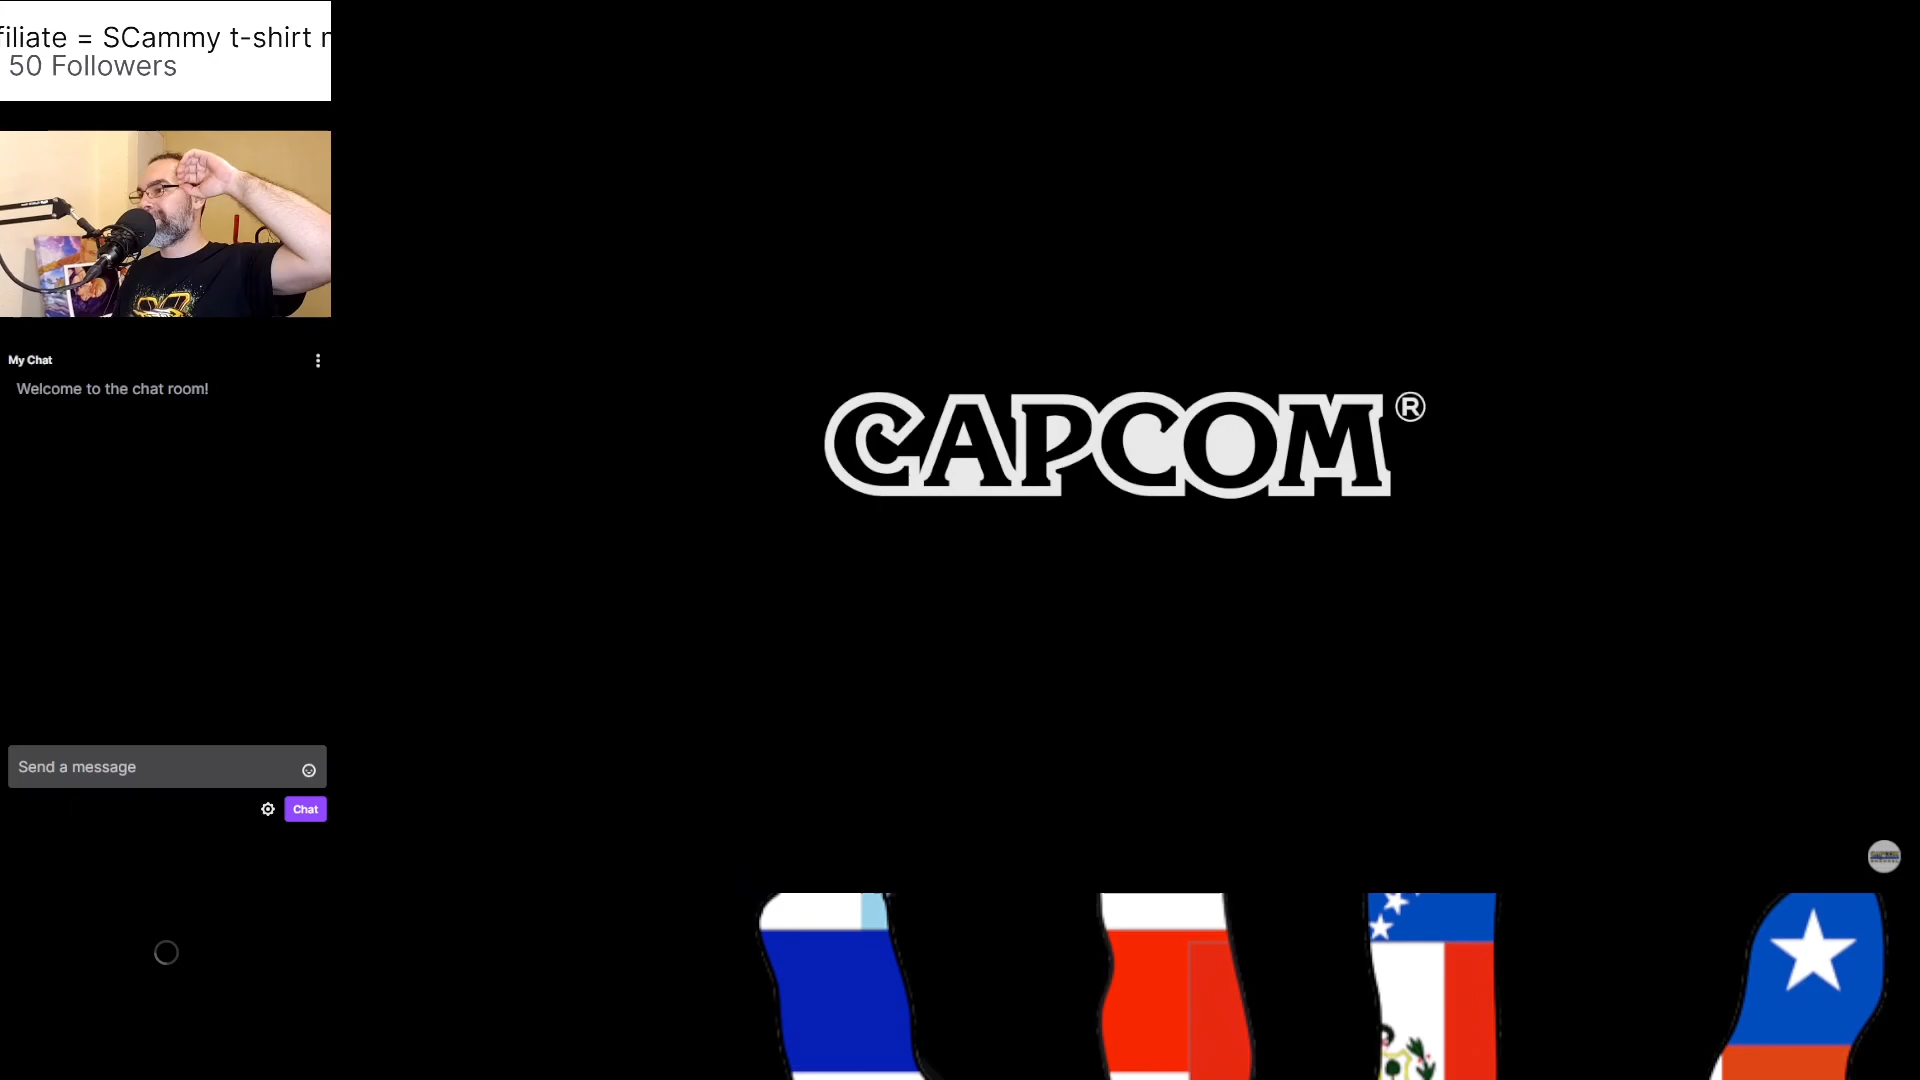 filiate = SCammy t-shirt r
50 Followers
My Chat
Welcome to the chat room!
CAPCOM®
Send a message
Chat